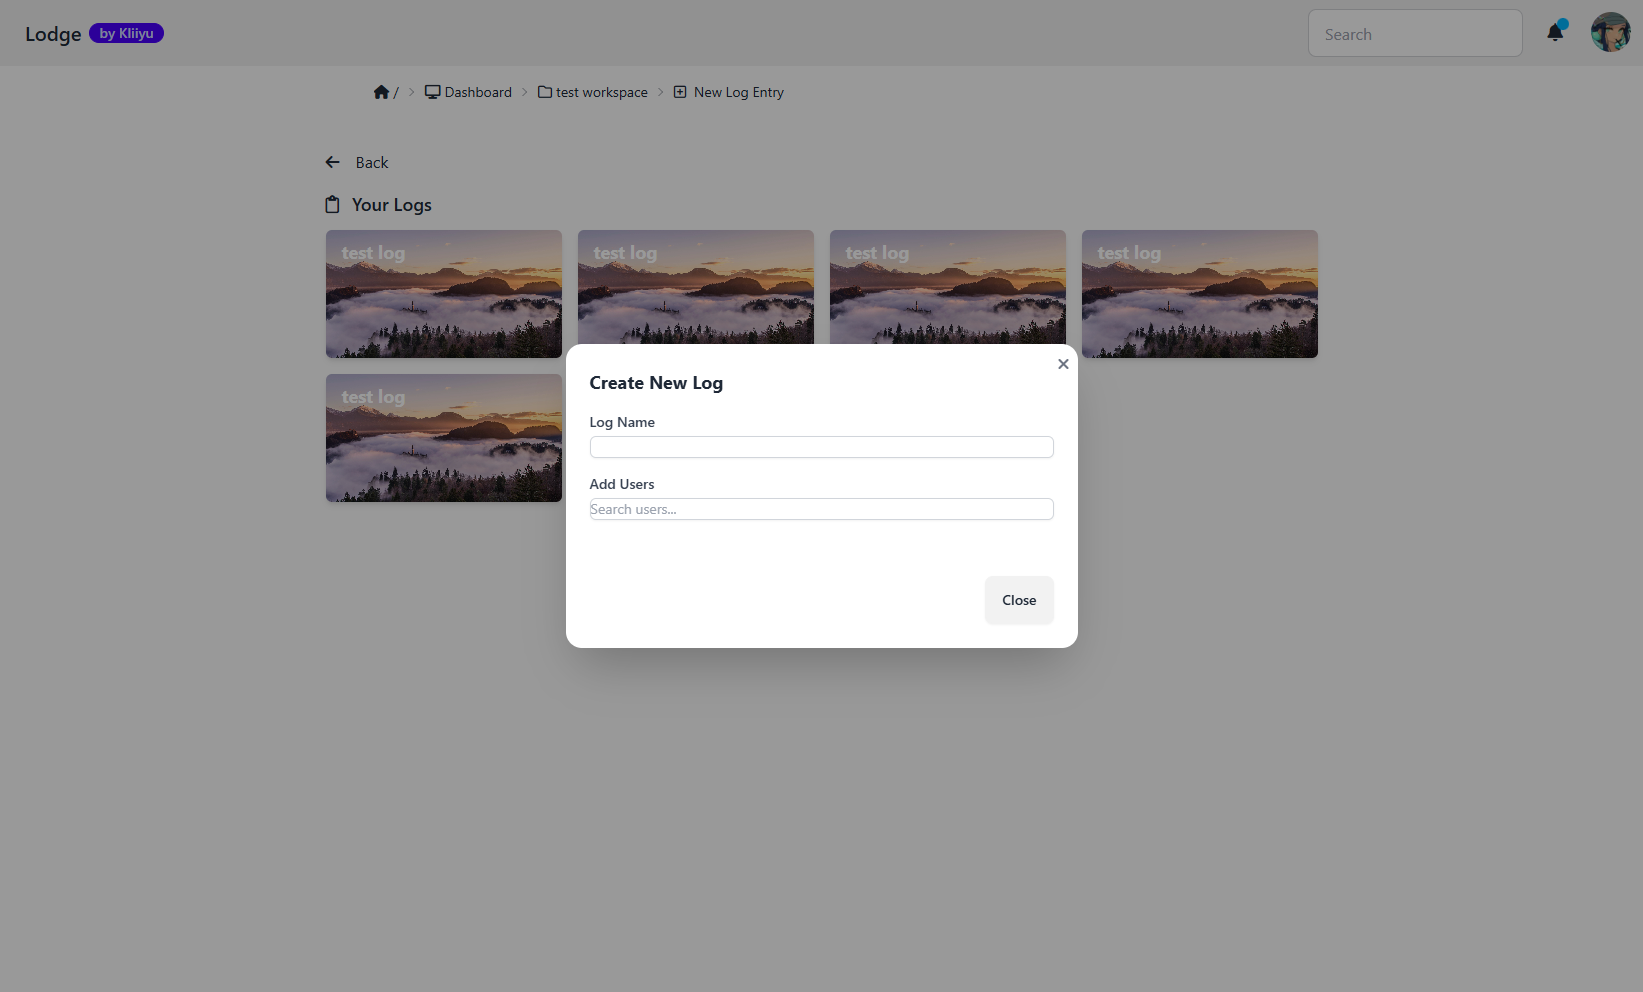 Lodge by Kliiyu
Search
/ Dashboard test workspace New Log Entry
Back
Your Logs
test log test log test log test log
test log
Create New Log
Log Name
Add Users
Search users...
Close